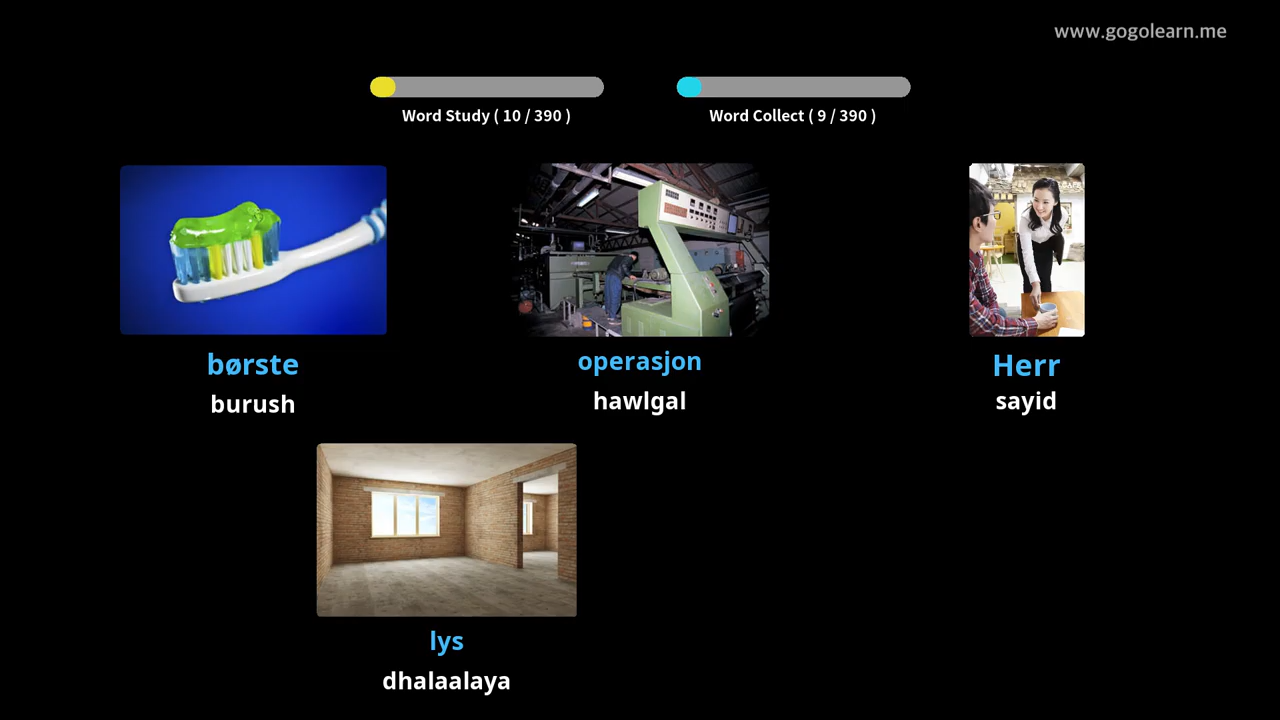 www.gogolearn.me
Word Study ( 10 / 390 )
Word Collect ( 9 / 390 )
børste
burush
operasjon
hawlgal
Herr
sayid
lys
dhalaalaya